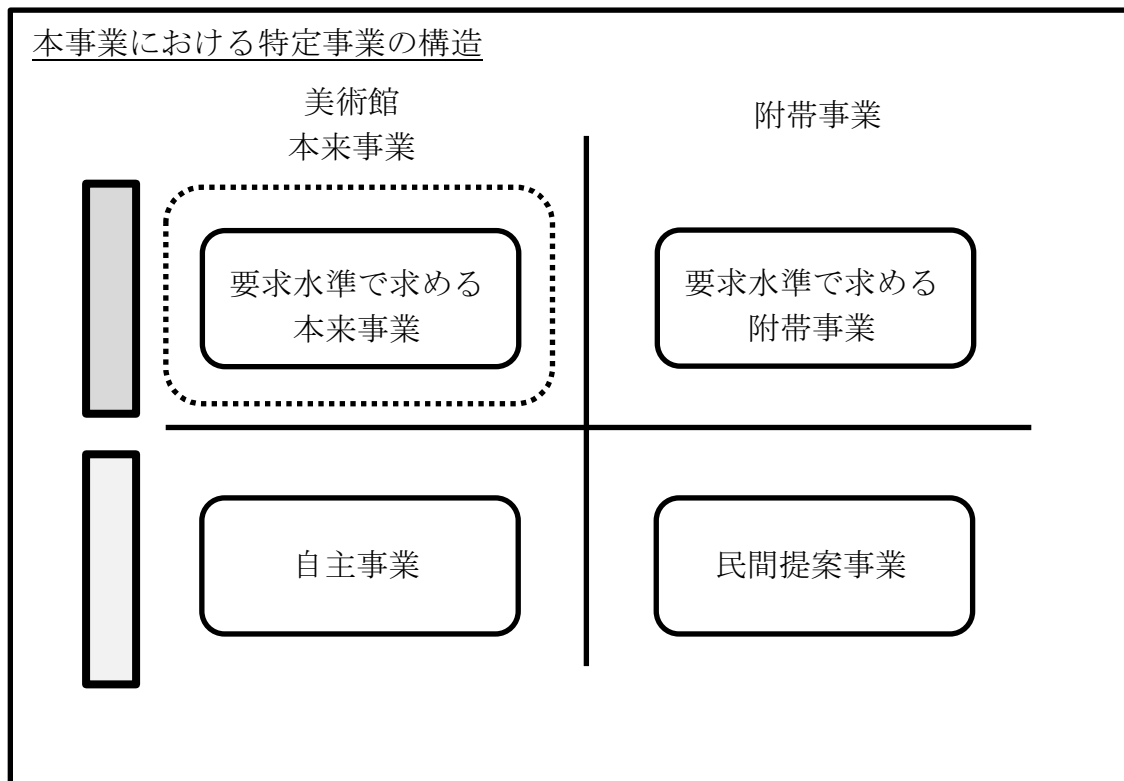 本事業における特定事業の構造
美術館
本来事業
附帯事業
要求水準で求める
本来事業
要求水準で求める
附帯事業
自主事業
民間提案事業